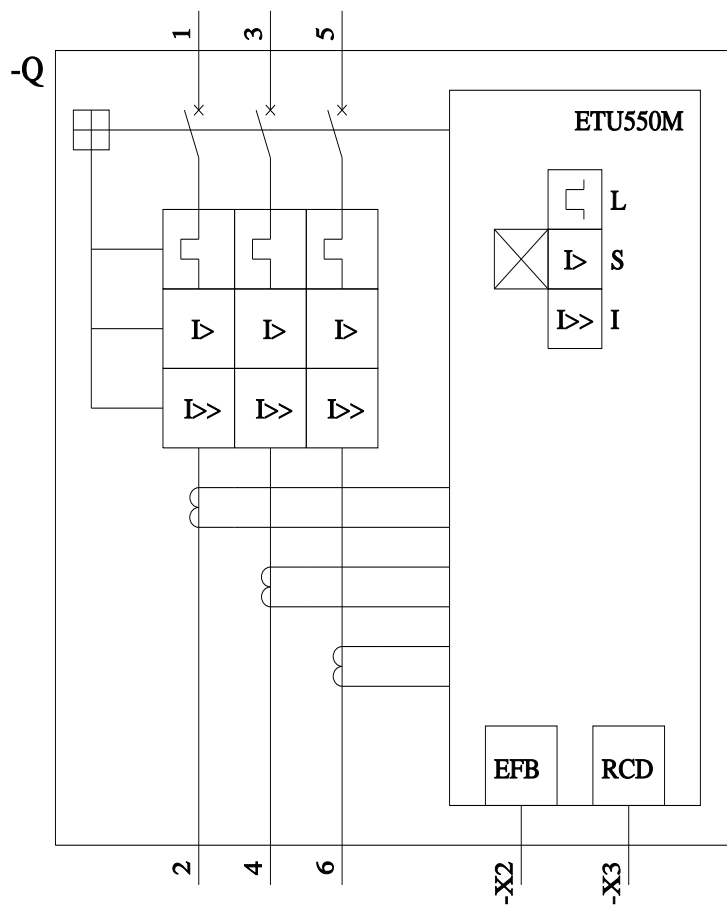 1 3 5
-Q
ETU550M
L
I> S
I>> I
I> I> I>
I>> I>> I>>
EFB RCD
2 4 6 -X2 -X3